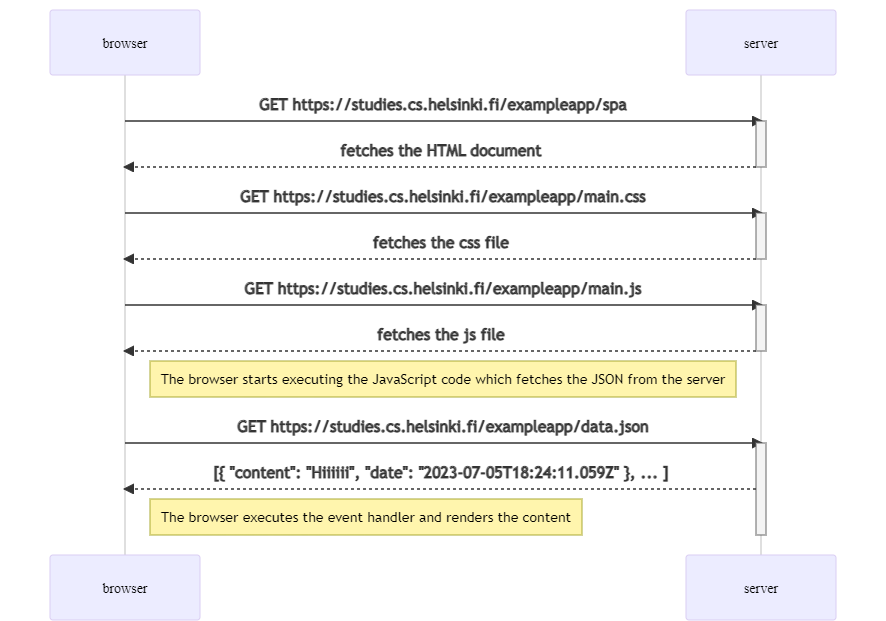 browser
server
GET https://studies.cs.helsinki.fi/exampleapp/spa
fetches the HTML document
GET https://studies.cs.helsinki.fi/exampleapp/main.css
fetches the css file
GET https://studies.cs.helsinki.fi/exampleapp/main.js
fetches the js file
The browser starts executing the JavaScript code which fetches the JSON from the server
GET https://studies.cs.helsinki.fi/exampleapp/data.json
[{ "content": "Hiiiiii", "date": "2023-07-05T18:24:11.059Z" }, ... ]
The browser executes the event handler and renders the content
browser
server